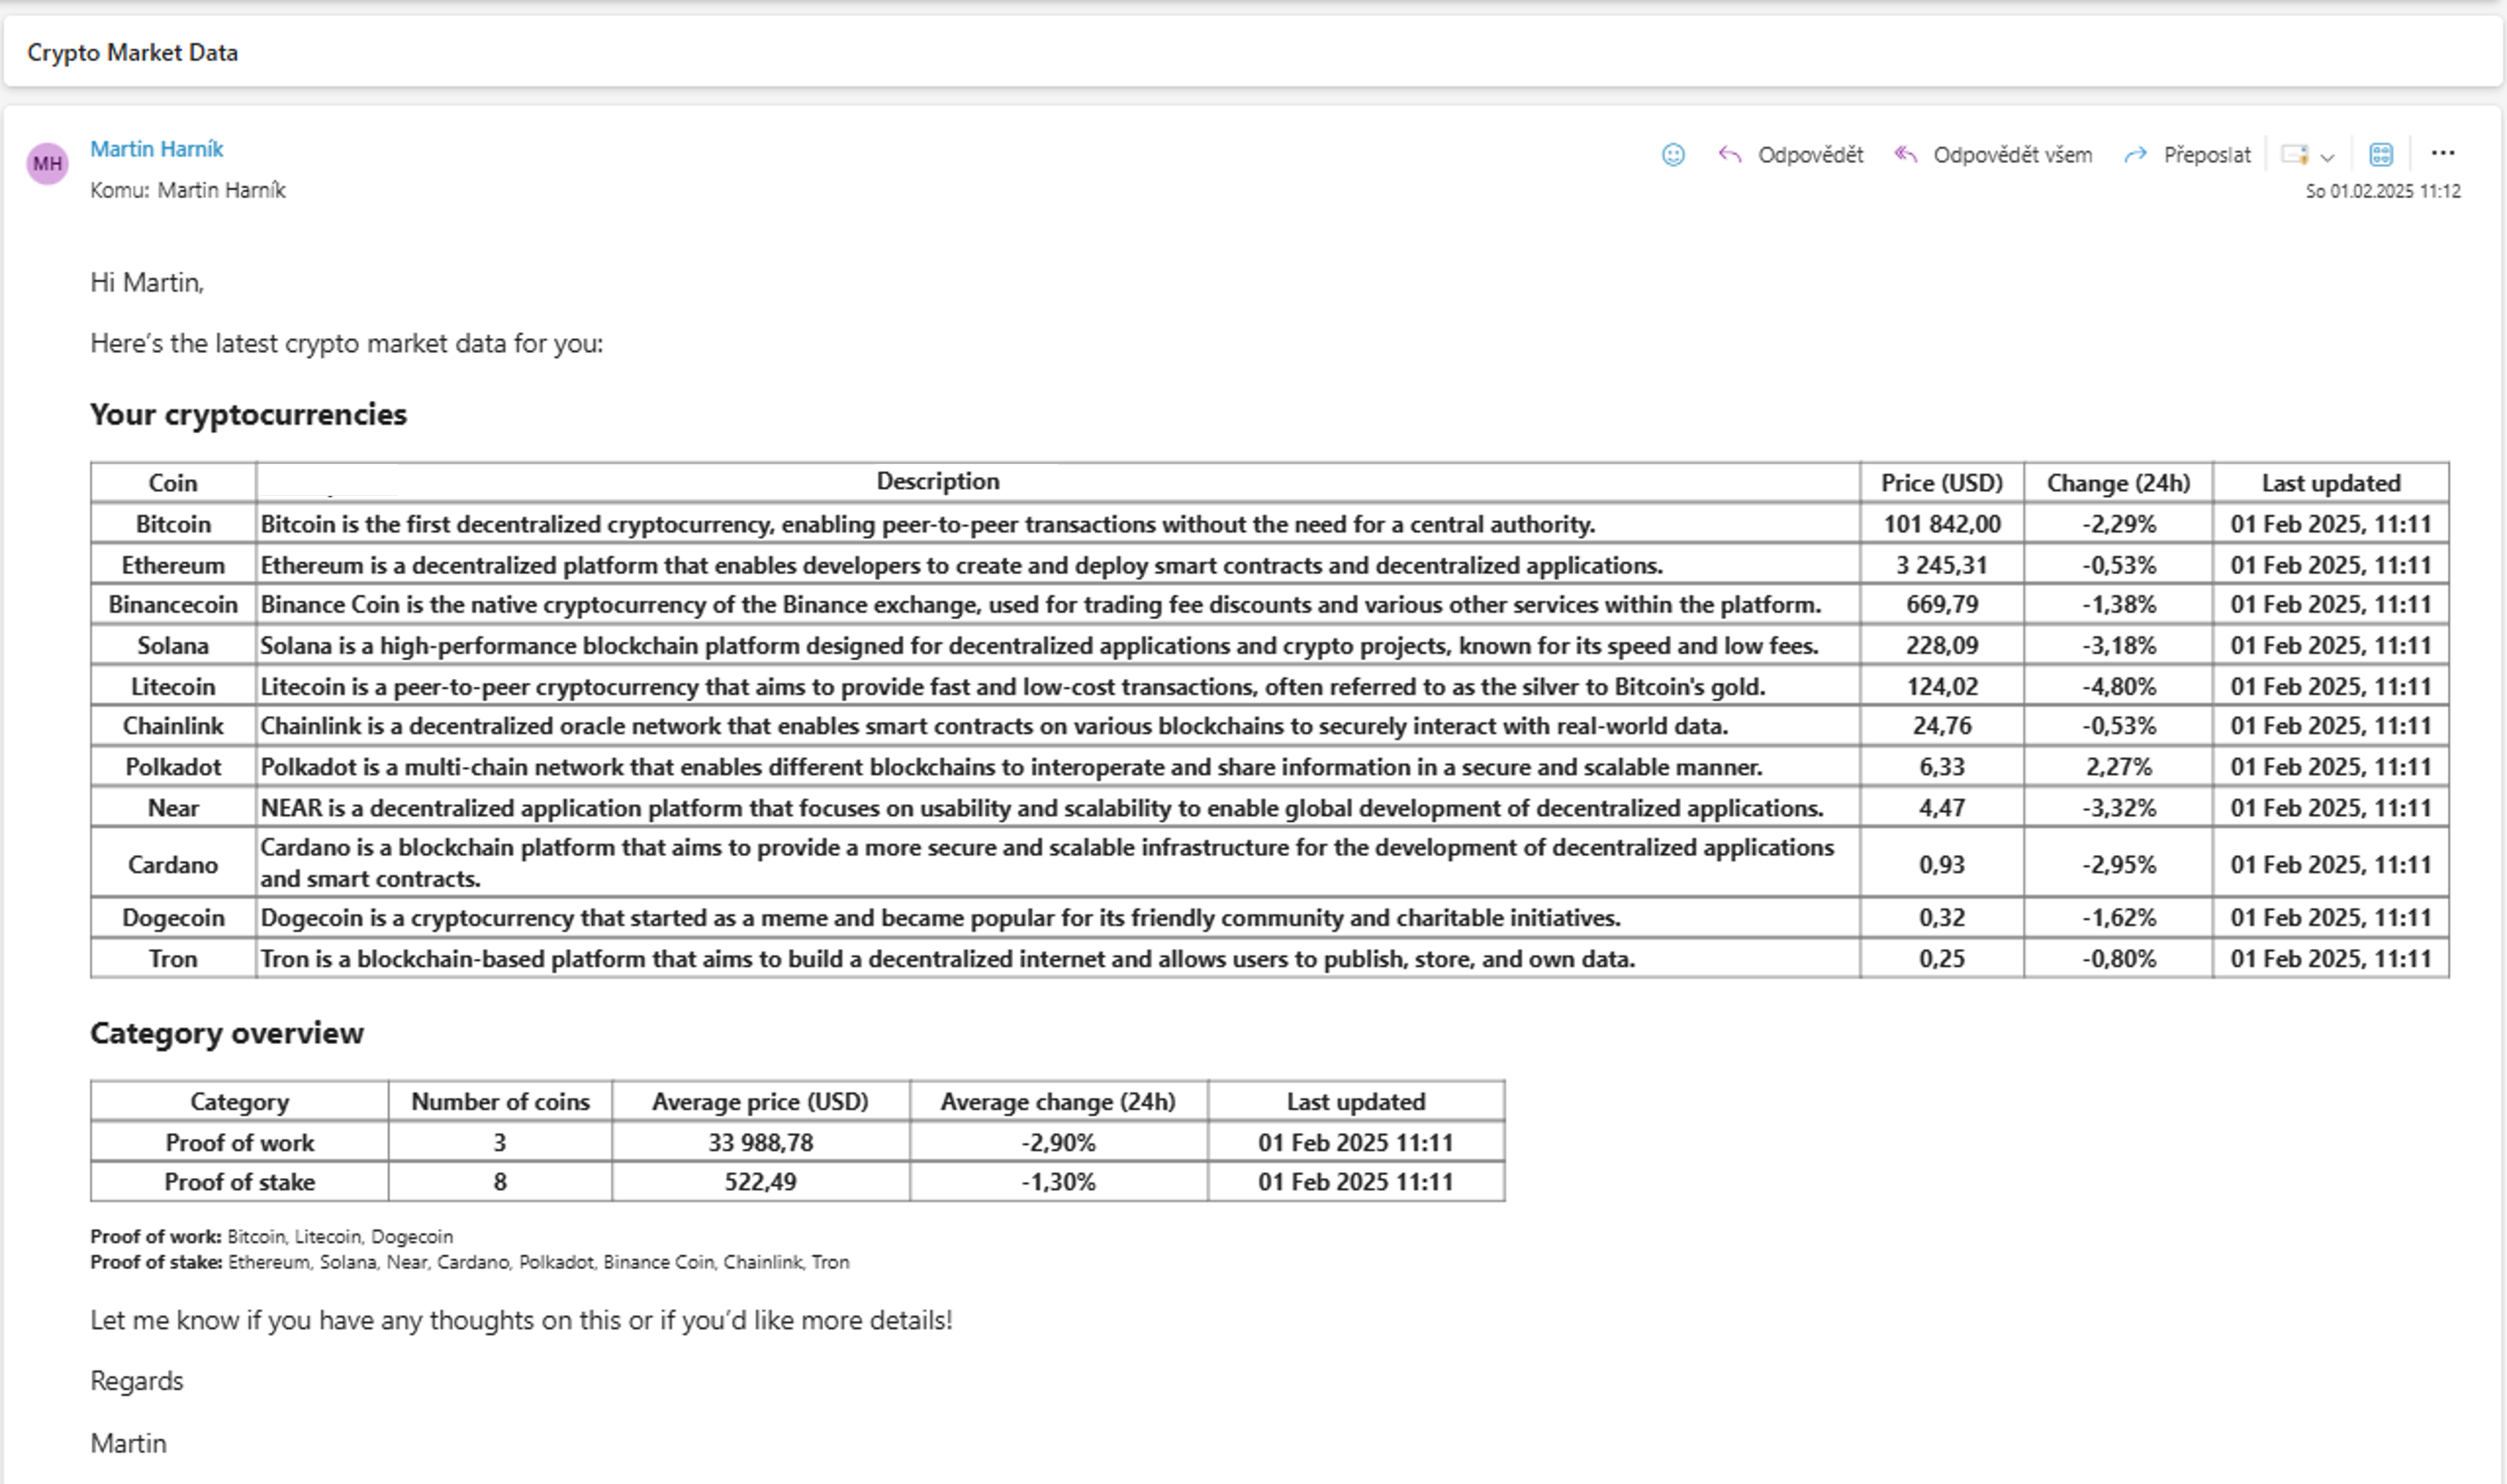 Crypto Market Data
MH
Martin Harník
Komu: Martin Harník
Odpovědět
Odpovědět všem
Přeposlat
So 01.02.2025 11:12
Hi Martin,
Here's the latest crypto market data for you:
Your cryptocurrencies
Coin Description Price (USD) Change (24h) Last updated
Bitcoin Bitcoin is the first decentralized cryptocurrency, enabling peer-to-peer transactions without the need for a central authority. 101 842,00 -2,29% 01 Feb 2025, 11:11
Ethereum Ethereum is a decentralized platform that enables developers to create and deploy smart contracts and decentralized applications. 3 245,31 -0,53% 01 Feb 2025, 11:11
Binancecoin Binance Coin is the native cryptocurrency of the Binance exchange, used for trading fee discounts and various other services within the platform. 669,79 -1,38% 01 Feb 2025, 11:11
Solana Solana is a high-performance blockchain platform designed for decentralized applications and crypto projects, known for its speed and low fees. 228,09 -3,18% 01 Feb 2025, 11:11
Litecoin Litecoin is a peer-to-peer cryptocurrency that aims to provide fast and low-cost transactions, often referred to as the silver to Bitcoin's gold. 124,02 -4,80% 01 Feb 2025, 11:11
Chainlink Chainlink is a decentralized oracle network that enables smart contracts on various blockchains to securely interact with real-world data. 24,76 -0,53% 01 Feb 2025, 11:11
Polkadot Polkadot is a multi-chain network that enables different blockchains to interoperate and share information in a secure and scalable manner. 6,33 2,27% 01 Feb 2025, 11:11
Near NEAR is a decentralized application platform that focuses on usability and scalability to enable global development of decentralized applications. 4,47 -3,32% 01 Feb 2025, 11:11
Cardano Cardano is a blockchain platform that aims to provide a more secure and scalable infrastructure for the development of decentralized applications
and smart contracts. 0,93 -2,95% 01 Feb 2025, 11:11
Dogecoin Dogecoin is a cryptocurrency that started as a meme and became popular for its friendly community and charitable initiatives. 0,32 -1,62% 01 Feb 2025, 11:11
Tron Tron is a blockchain-based platform that aims to build a decentralized internet and allows users to publish, store, and own data. 0,25 -0,80% 01 Feb 2025, 11:11
Category overview
Category Number of coins Average price (USD) Average change (24h) Last updated
Proof of work 3 33 988,78 -2,90% 01 Feb 2025 11:11
Proof of stake 8 522,49 -1,30% 01 Feb 2025 11:11
Proof of work: Bitcoin, Litecoin, Dogecoin
Proof of stake: Ethereum, Solana, Near, Cardano, Polkadot, Binance Coin, Chainlink, Tron
Let me know if you have any thoughts on this or if you'd like more details!
Regards
Martin